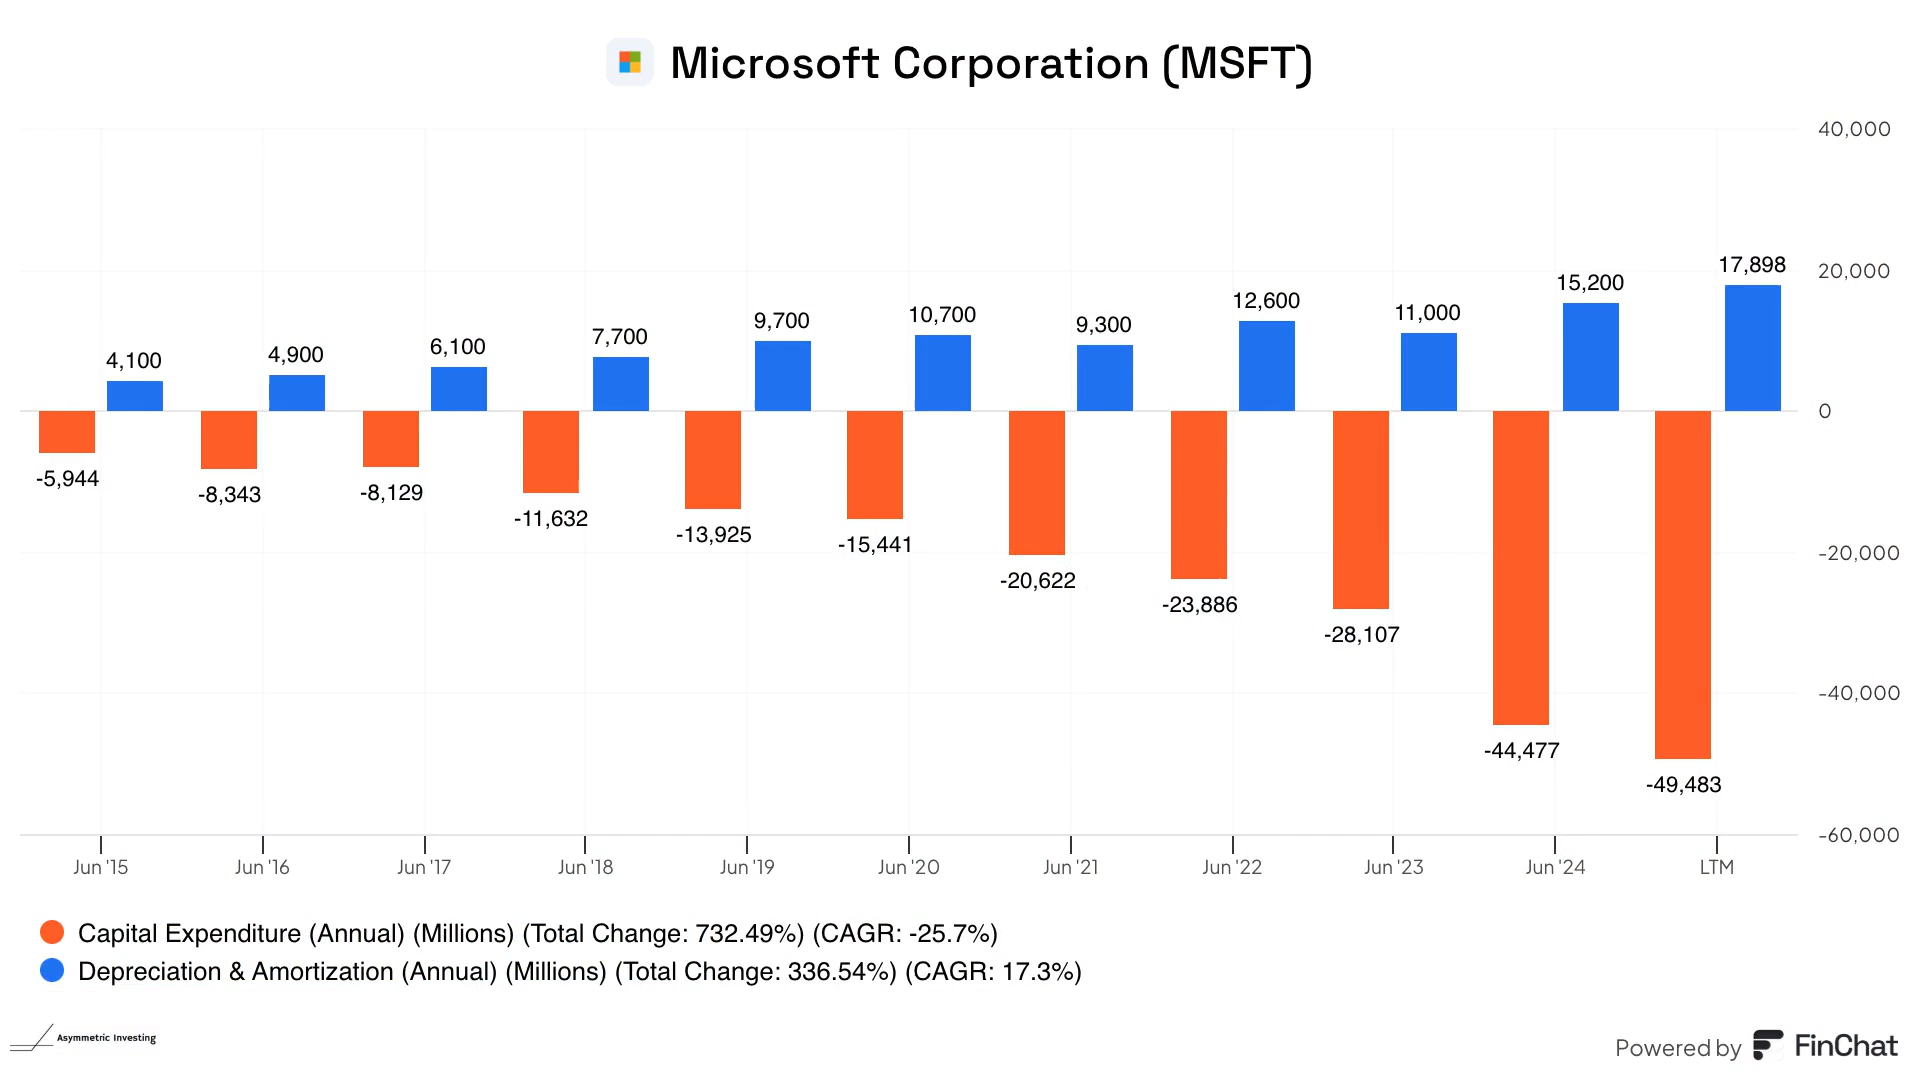 Microsoft Corporation (MSFT)
40,000
20,000
0
-20,000
-40,000
-60,000
4,100
4,900
6,100
7,700
9,700
10,700
9,300
12,600
11,000
15,200
17,898
-5,944
-8,343
-8,129
-11,632
-13,925
-15,441
-20,622
-23,886
-28,107
-44,477
-49,483
Jun '15
Jun '16
Jun '17
Jun '18
Jun '19
Jun '20
Jun '21
Jun '22
Jun '23
Jun '24
LTM
Capital Expenditure (Annual) (Millions) (Total Change: 732.49%) (CAGR: -25.7%)
Depreciation & Amortization (Annual) (Millions) (Total Change: 336.54%) (CAGR: 17.3%)
Asymmetric Investing
Powered by FinChat